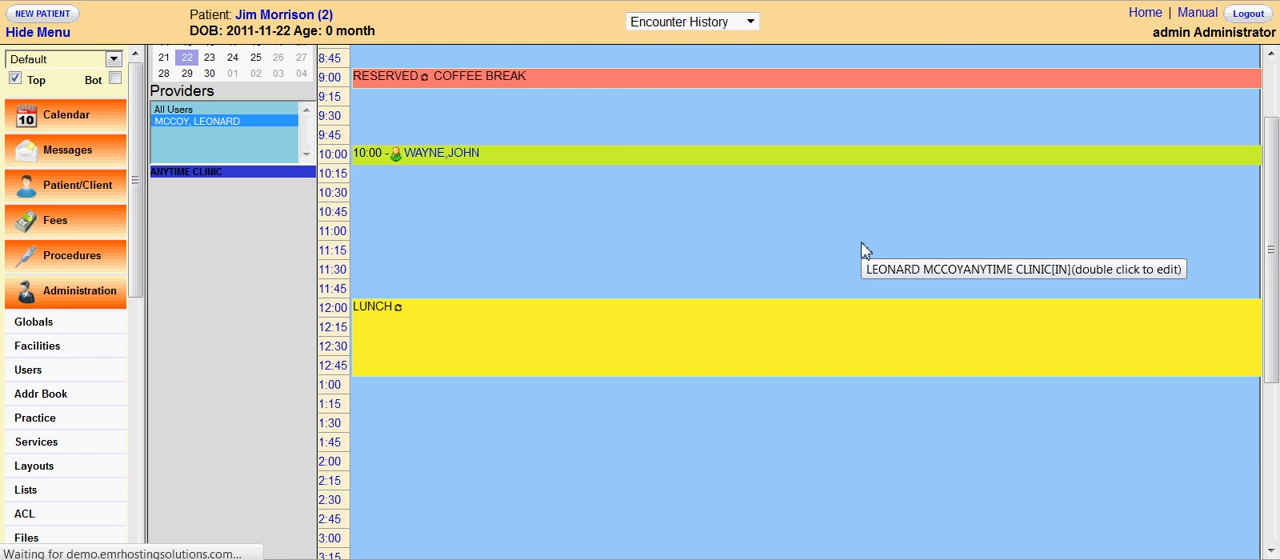 NEW PATIENT
Hide Menu
Patient: Jim Morrison (2)
DOB: 2011-11-22 Age: 0 month
Encounter History
Home | Manual Logout
admin Administrator
Default
Top Bot
10
Calendar
Messages
Patient/Client
Fees
Procedures
Administration
Globals
Facilities
Users
Addr Book
Practice
Services
Layouts
Lists
ACL
Files
Waiting for demo.emrhostingsolutions.com...
21 22 23 24 25 26 27
28 29 30 01 02 03 04
Providers
All Users
MCCOY, LEONARD
ANYTIME CLINIC
8:45
9:00 RESERVED COFFEE BREAK
9:15
9:30
9:45
10:00 10:00 - WAYNE,JOHN
10:15
10:30
10:45
11:00
11:15
11:30
LEONARD MCCOYANYTIME CLINIC[IN](double click to edit)
11:45
12:00 LUNCH
12:15
12:30
12:45
1:00
1:15
1:30
1:45
2:00
2:15
2:30
2:45
3:00
3:15